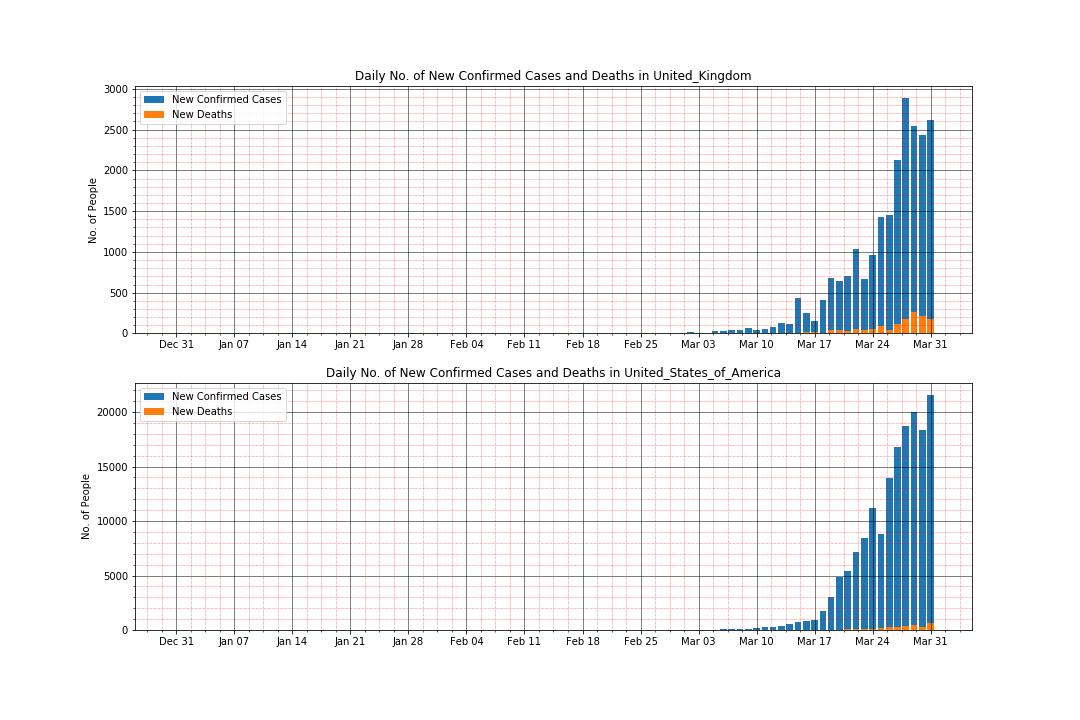 Daily No. of New Confirmed Cases and Deaths in United_Kingdom
New Confirmed Cases
New Deaths
No. of People
3000
2500
2000
1500
1000
500
0
Dec 31 Jan 07 Jan 14 Jan 21 Jan 28 Feb 04 Feb 11 Feb 18 Feb 25 Mar 03 Mar 10 Mar 17 Mar 24 Mar 31
Daily No. of New Confirmed Cases and Deaths in United_States_of_America
New Confirmed Cases
New Deaths
No. of People
20000
15000
10000
5000
0
Dec 31 Jan 07 Jan 14 Jan 21 Jan 28 Feb 04 Feb 11 Feb 18 Feb 25 Mar 03 Mar 10 Mar 17 Mar 24 Mar 31